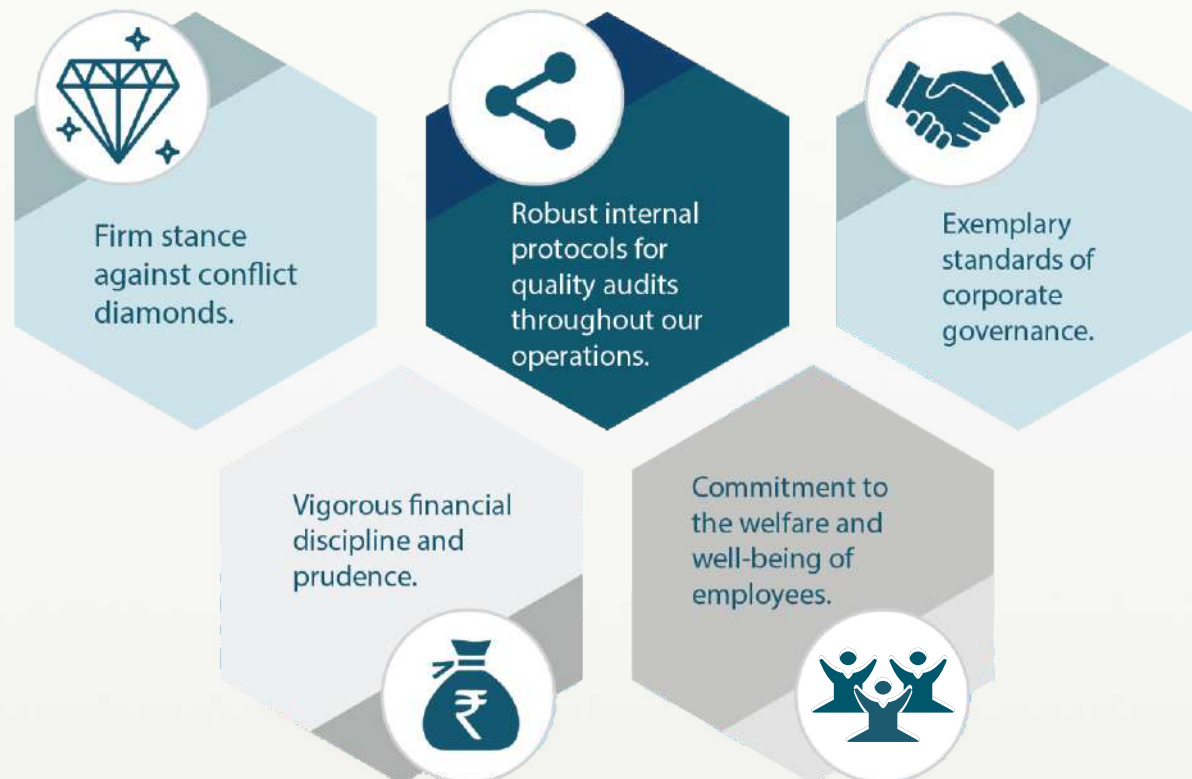 Firm stance
against conflict
diamonds.
Robust internal
protocols for
quality audits
throughout our
operations.
Exemplary
standards of
corporate
governance.
Vigorous financial
discipline and
prudence.
₹
Commitment to
the welfare and
well-being of
employees.